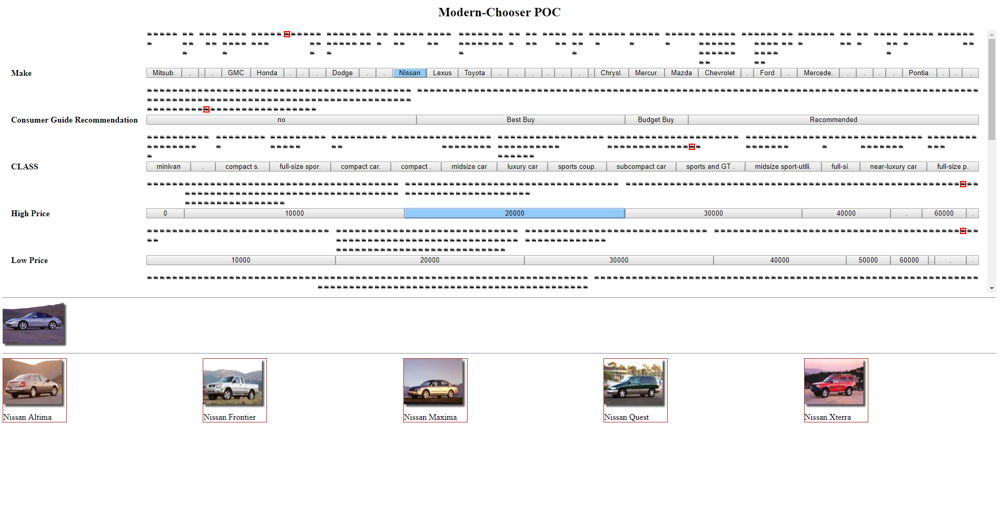 Modern-Chooser POC
Make Mitsub. . . . GMC Honda . . . Dodge . . Nissan Lexus Toyota . . . . . . . Chrysl. Mercur. Mazda Chevrolet . Ford . Mercede. . . . . Pontia. . . .
Consumer Guide Recommendation no Best Buy Budget Buy. Recommended
CLASS minivan . compact s. full-size spor. compact car. compact . midsize car luxury car sports coup. subcompact car sports and GT . midsize sport-utili. full-si. near-luxury car full-size p.
High Price 0 10000 20000 30000 40000 . 60000 .
Low Price 10000 20000 30000 40000 50000 60000 . . .
Nissan Altima Nissan Frontier Nissan Maxima Nissan Quest Nissan Xterra